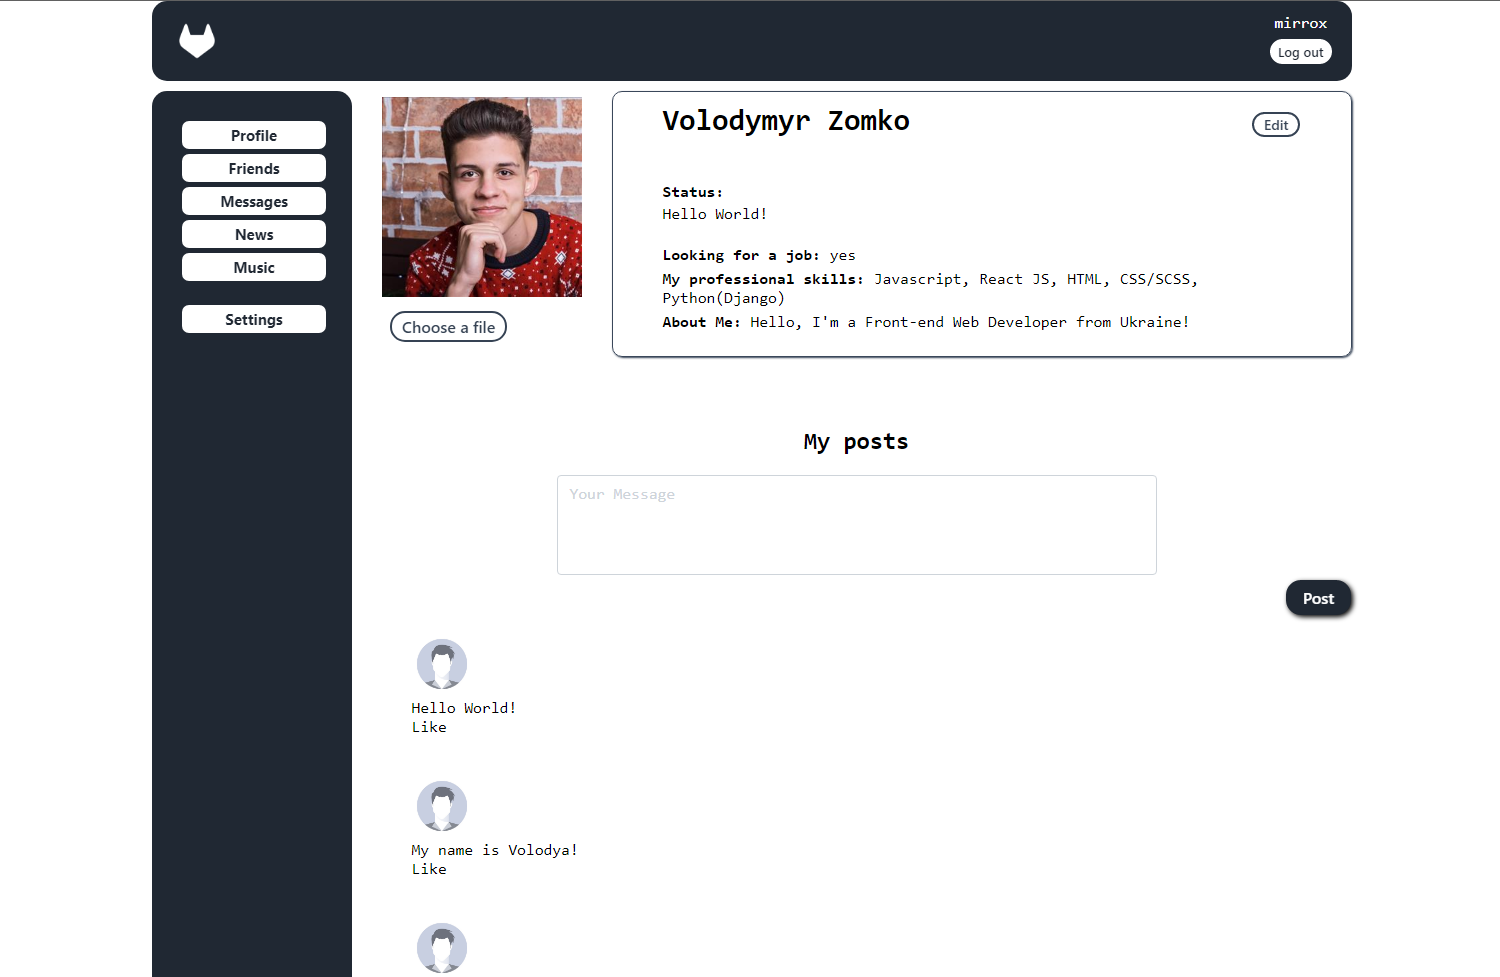 mirrox
Log out
Profile
Friends
Messages
News
Music
Settings
Choose a file
Volodymyr Zomko
Edit
Status:
Hello World!
Looking for a job: yes
My professional skills: Javascript, React JS, HTML, CSS/SCSS,
Python(Django)
About Me: Hello, I'm a Front-end Web Developer from Ukraine!
My posts
Your Message
Post
Hello World!
Like
My name is Volodya!
Like